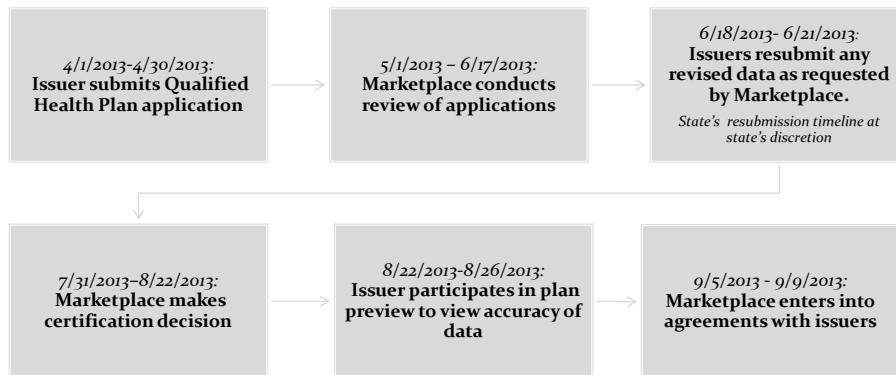 4/1/2013-4/30/2013:
Issuer submits Qualified
Health Plan application
5/1/2013 – 6/17/2013:
Marketplace conducts
review of applications
6/18/2013- 6/21/2013:
Issuers resubmit any
revised data as requested
by Marketplace.
State's  resubmission timeline at
state's discretion
7/31/2013–8/22/2013:
Marketplace makes
certification decision
8/22/2013-8/26/2013:
Issuer participates in plan
preview to view accuracy of
data
9/5/2013 - 9/9/2013:
Marketplace enters into
agreements with issuers